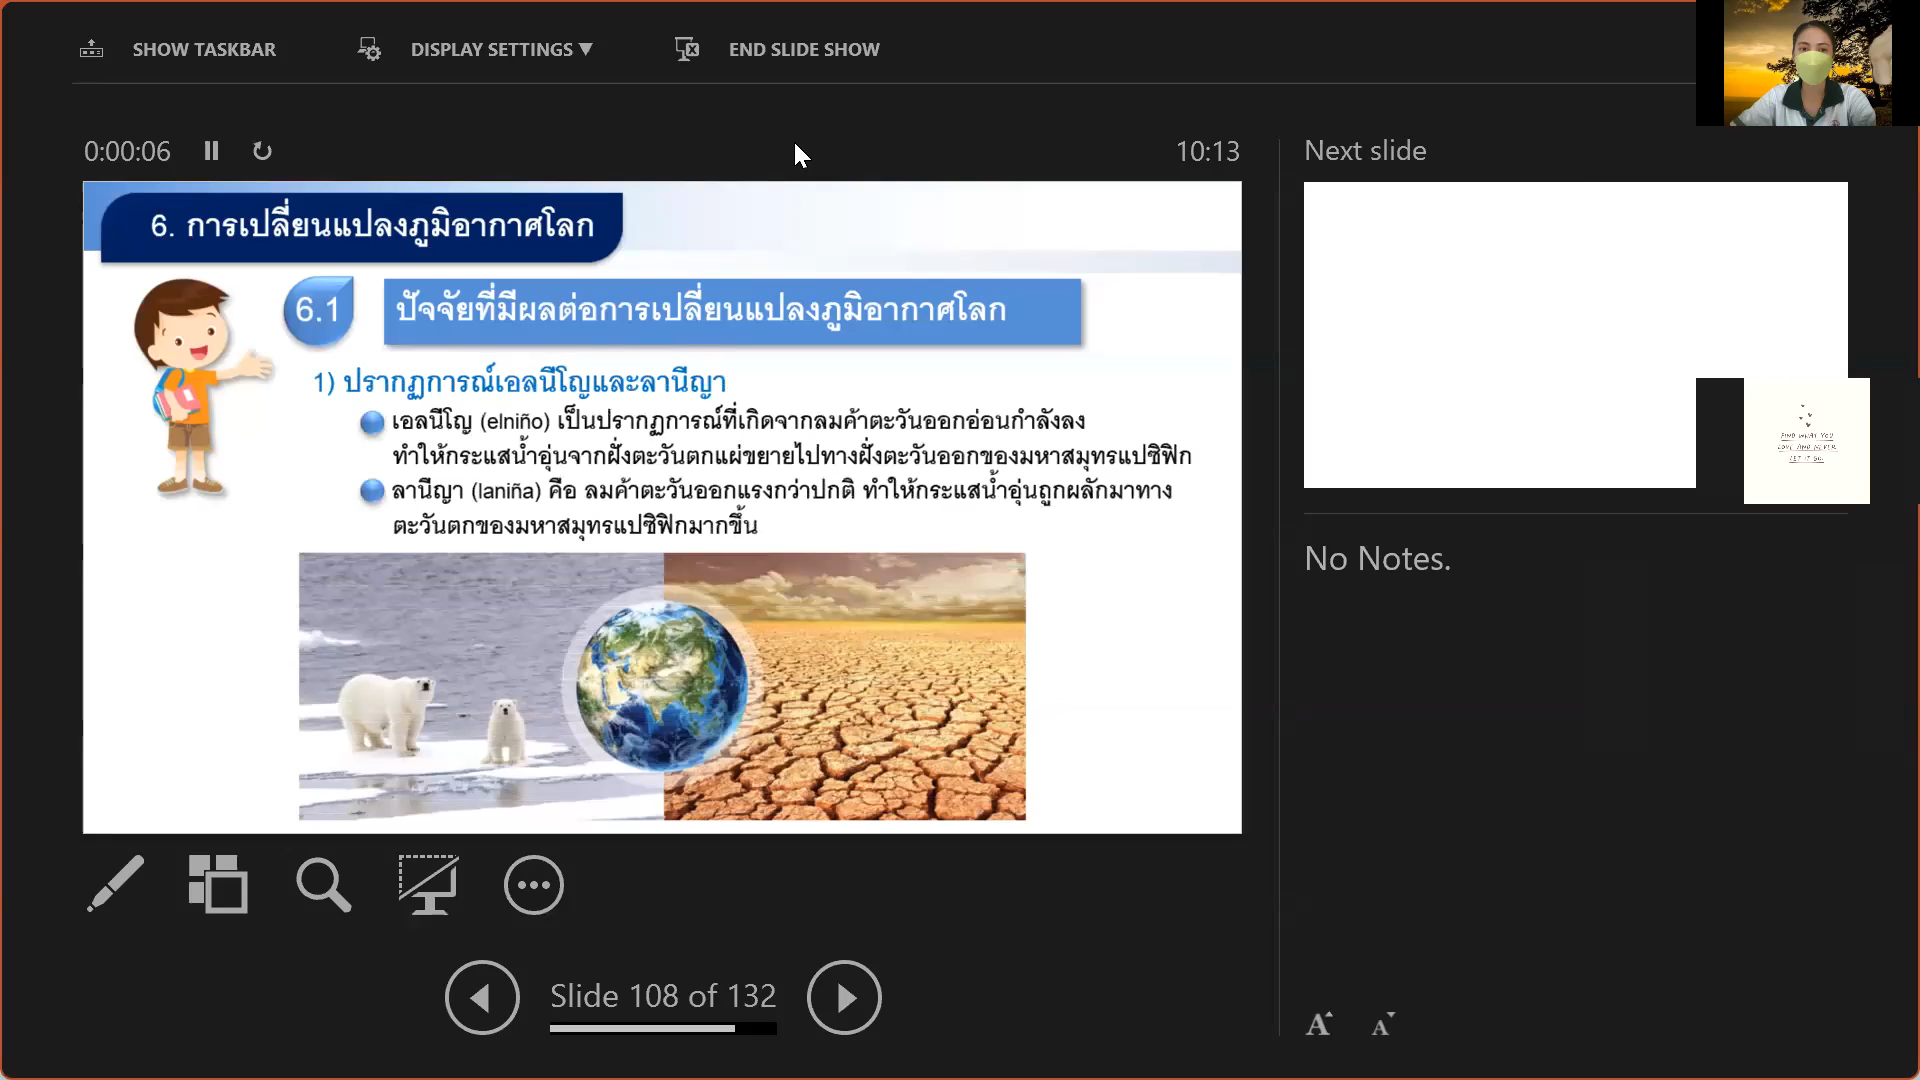 SHOW TASKBAR
DISPLAY SETTINGS ▼
END SLIDE SHOW
0:00:06
10:13
Next slide
6. การเปลี่ยนแปลงภูมิอากาศโลก
6.1 ปัจจัยที่มีผลต่อการเปลี่ยนแปลงภูมิอากาศโลก
1) ปรากฏการณ์เอลนีโญและลานีญา
เอลนีโญ (elniño) เป็นปรากฏการณ์ที่เกิดจากลมค้าตะวันออกอ่อนกำลังลง
ทำให้กระแสน้ำอุ่นจากฝั่งตะวันตกแผ่ขยายไปทางฝั่งตะวันออกของมหาสมุทรแปซิฟิก
ลานีญา (laniña) คือ ลมค้าตะวันออกแรงกว่าปกติ ทำให้กระแสน้ำอุ่นถูกผลักมาทาง
ตะวันตกของมหาสมุทรแปซิฟิกมากขึ้น
FIND WHAT YOU
LOVE AND NEVER
LET IT GO.
No Notes.
Slide 108 of 132
A A